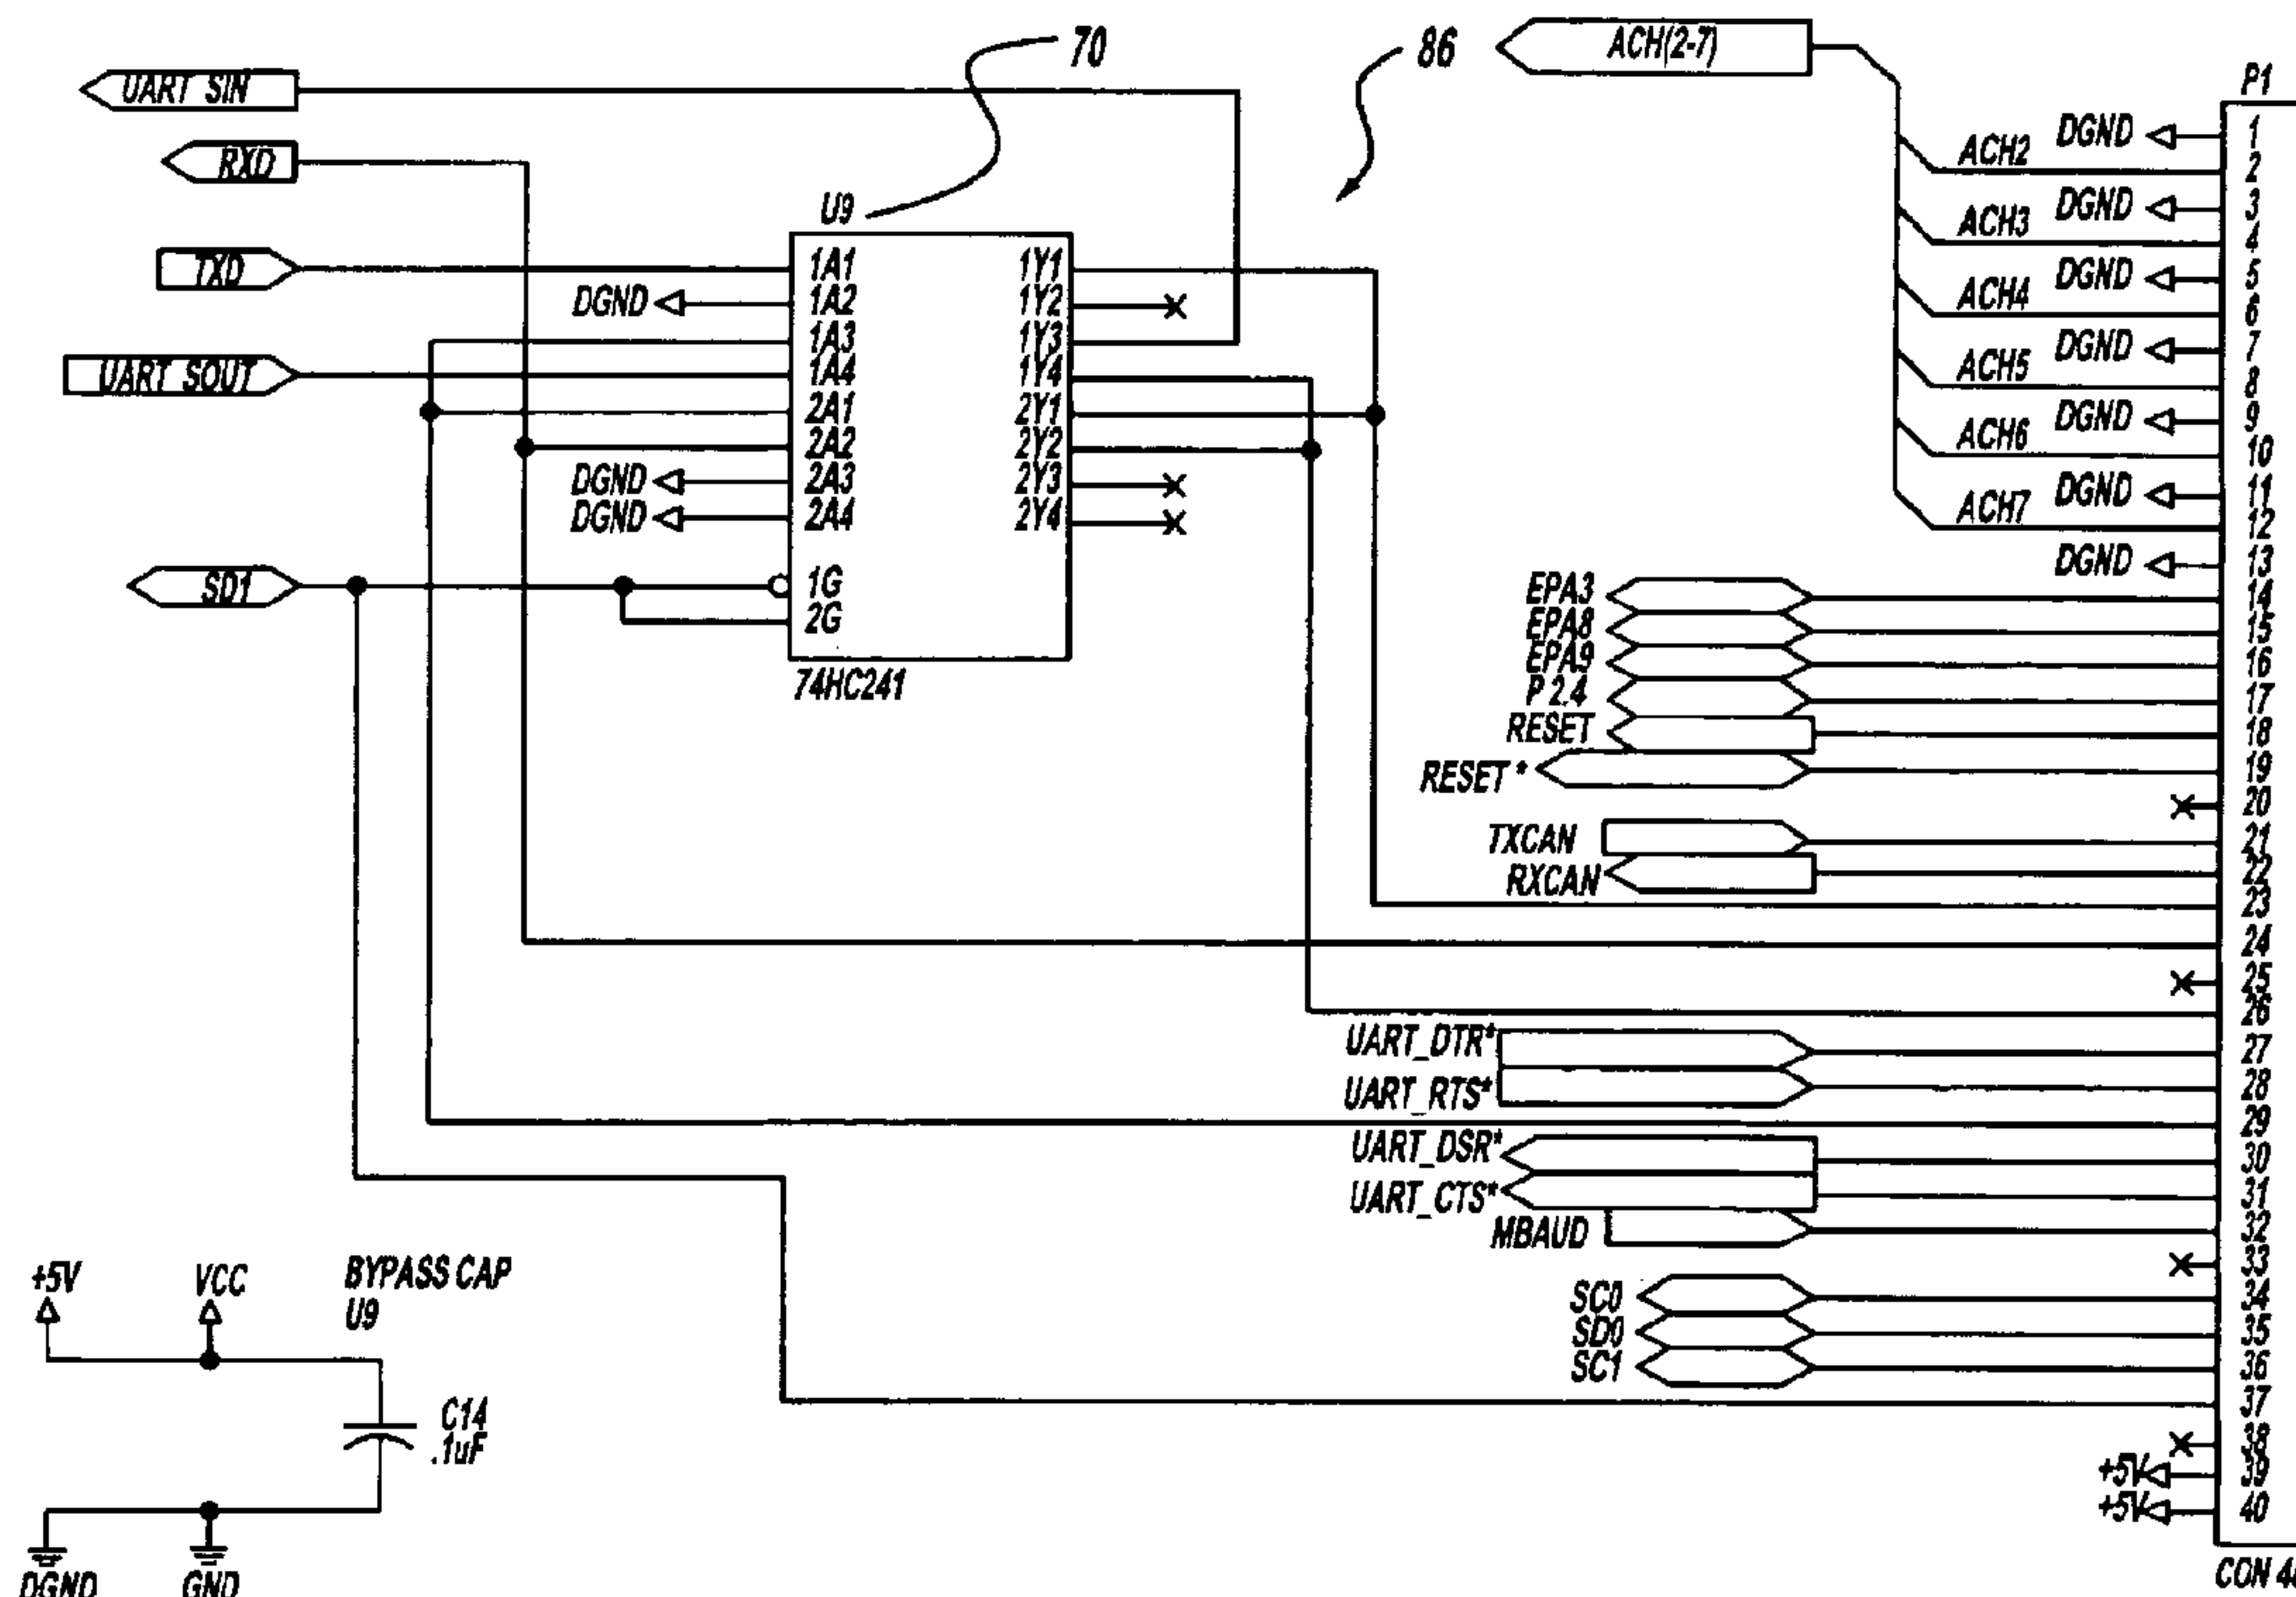 70
86
ACH(2-7)
P1
UART SIN
RXD
U9
TXD
DGND
UART SOUT
DGND
DGND
SD1
1A1
1A2
1A3
1A4
2A1
2A2
2A3
2A4
1G
2G
1Y1
1Y2
1Y3
1Y4
2Y1
2Y2
2Y3
2Y4
74HC241
ACH2 DGND
ACH3 DGND
ACH4 DGND
ACH5 DGND
ACH6 DGND
ACH7 DGND
DGND
EPA3
EPA8
EPA9
P 2.4
RESET
RESET *
TXCAN
RXCAN
UART_DTR*
UART_RTS*
UART_DSR*
UART_CTS*
MBAUD
SC0
SD0
SC1
+5V
+5V
1
2
3
4
5
6
7
8
9
10
11
12
13
14
15
16
17
18
19
20
21
22
23
24
25
26
27
28
29
30
31
32
33
34
35
36
37
38
39
40
CON
+5V
VCC
BYPASS CAP
U9
C14
.1uF
DGND
GND